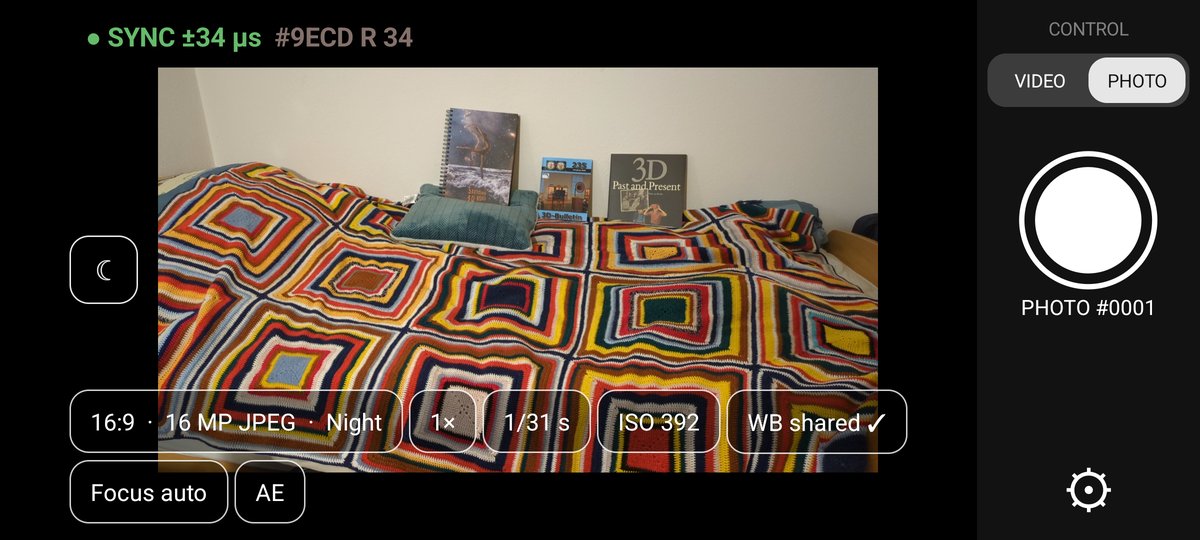 ● SYNC ±34 µs #9ECD R 34
CONTROL
VIDEO PHOTO
3D
Past and Present
3D-Bulletin
PHOTO #0001
16:9 · 16 MP JPEG · Night
1×
1/31 s
ISO 392
WB shared ✓
Focus auto
AE